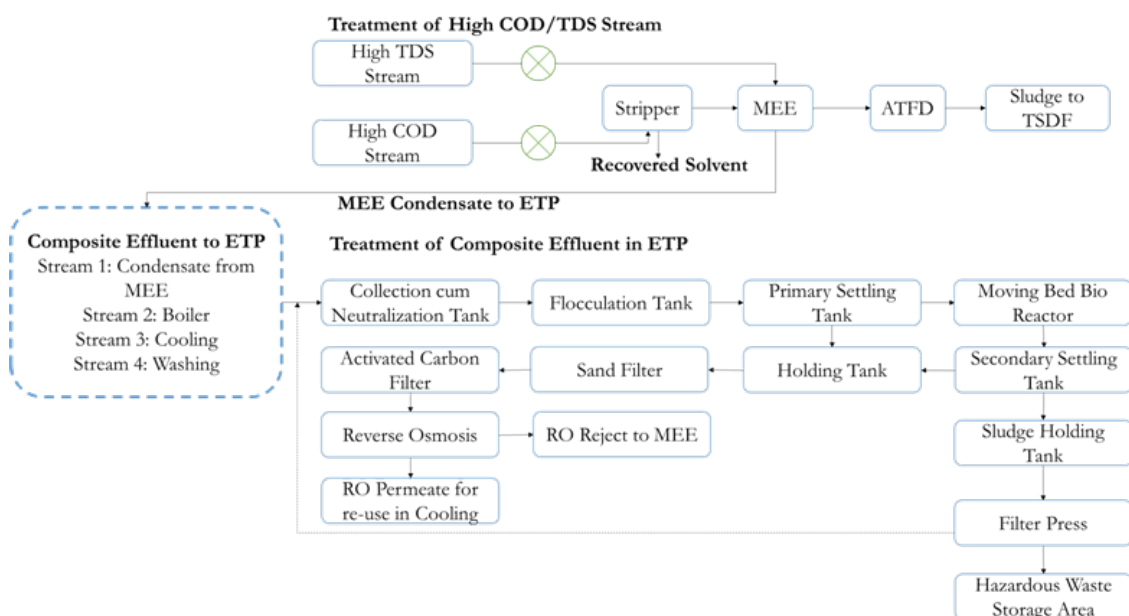 Treatment of High COD/TDS Stream
High TDS
Stream
High COD
Stream
Stripper
MEE
ATFD
Sludge to
TSDF
Recovered Solvent
MEE Condensate to ETP
Composite Effluent to ETP
Stream 1: Condensate from
MEE
Stream 2: Boiler
Stream 3: Cooling
Stream 4: Washing
Treatment of Composite Effluent in ETP
Collection cum
Neutralization Tank
Flocculation Tank
Primary Settling
Tank
Moving Bed Bio
Reactor
Activated Carbon
Filter
Sand Filter
Holding Tank
Secondary Settling
Tank
Reverse Osmosis
RO Reject to MEE
Sludge Holding
Tank
RO Permeate for
re-use in Cooling
Filter Press
Hazardous Waste
Storage Area